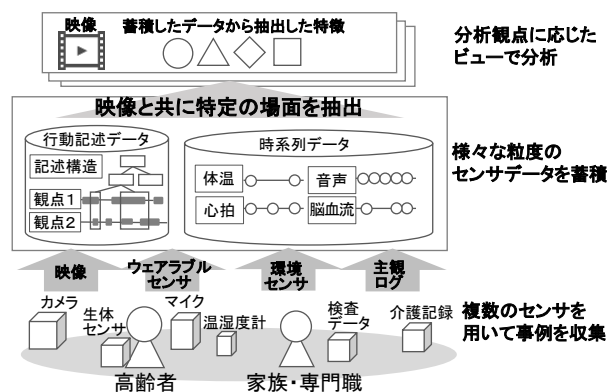 映像
蓄積したデータから抽出した特徴
分析観点に応じた
ビューで分析
映像と共に特定の場面を抽出
行動記述データ
記述構造
観点1
観点2
時系列データ
体温
音声
心拍
脳血流
様々な粒度の
センサデータを蓄積
映像
ウェアラブル
センサ
環境
センサ
主観
ログ
カメラ
生体
センサ
マイク
温湿度計
検査
データ
介護記録
高齢者
家族・専門職
複数のセンサを
用いて事例を収集